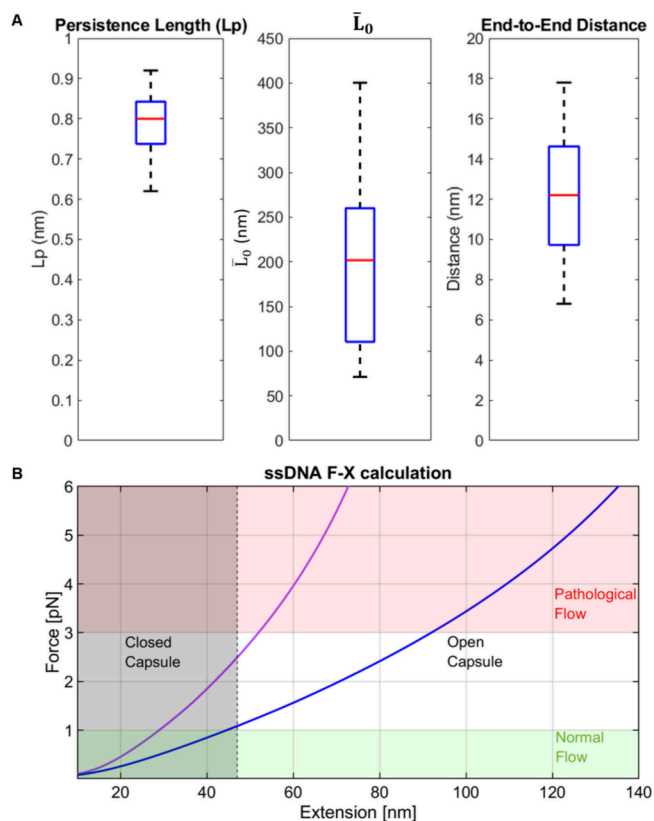 A
Persistence Length (Lp)
1
0.9
0.8
0.7
0.6
0.5
0.4
0.3
0.2
0.1
0
Lp (nm)
L̄₀
450
400
350
300
250
200
150
100
50
0
L̄₀ (nm)
End-to-End Distance
20
18
16
14
12
10
8
6
4
2
0
Distance (nm)
B
ssDNA F-X calculation
6
5
4
3
2
1
Force [pN]
Closed
Capsule
Open
Capsule
Pathological
Flow
Normal
Flow
20
40
60
80
100
120
140
Extension [nm]